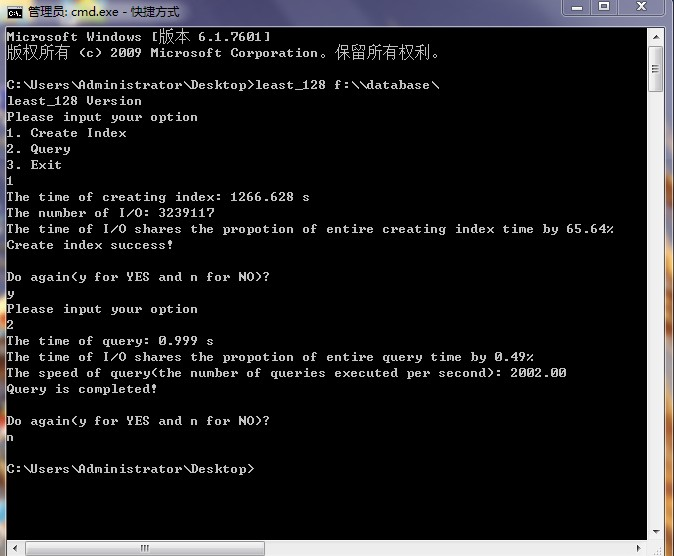 管理员: cmd.exe - 快捷方式
Microsoft Windows [版本 6.1.7601]
版权所有 (c) 2009 Microsoft Corporation。保留所有权利。
C:\Users\Administrator\Desktop>least_128 f:\\database\
least_128 Version
Please input your option
1. Create Index
2. Query
3. Exit
1
The time of creating index: 1266.628 s
The number of I/O: 3239117
The time of I/O shares the propotion of entire creating index time by 65.64%
Create index success!
Do again(y for YES and n for NO)?
y
Please input your option
2
The time of query: 0.999 s
The time of I/O shares the propotion of entire query time by 0.49%
The speed of query(the number of queries executed per second): 2002.00
Query is completed!
Do again(y for YES and n for NO)?
n
C:\Users\Administrator\Desktop>